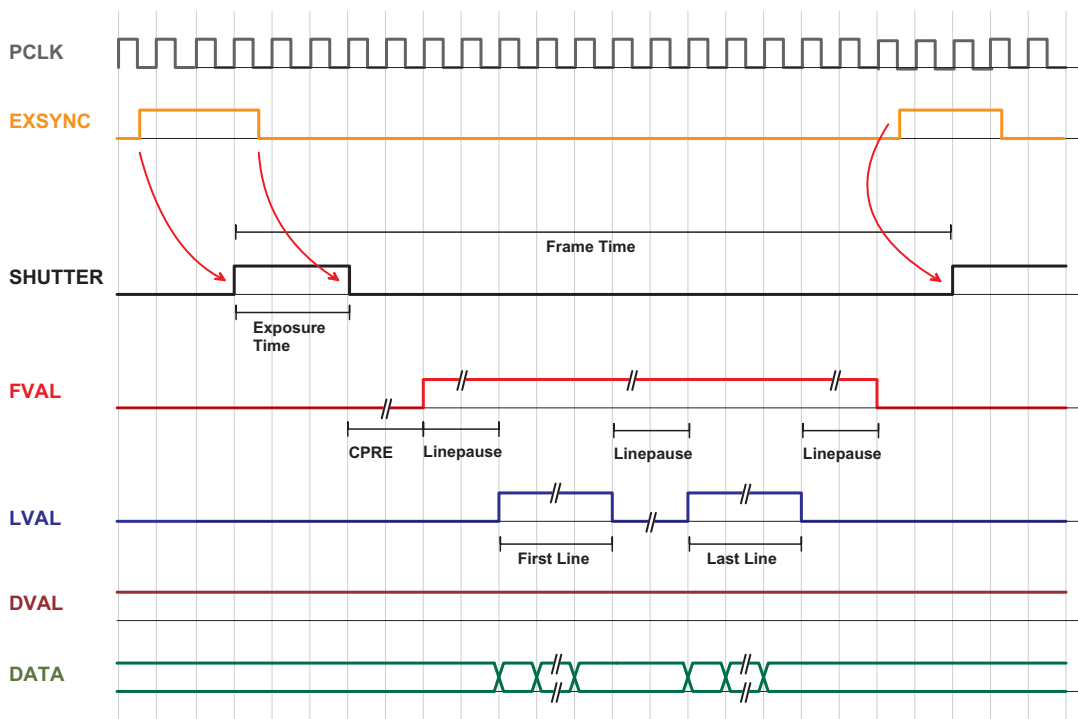 PCLK
EXSYNC
Frame Time
SHUTTER
Exposure
Time
FVAL
CPRE
Linepause
Linepause
Linepause
LVAL
First Line
Last Line
DVAL
DATA